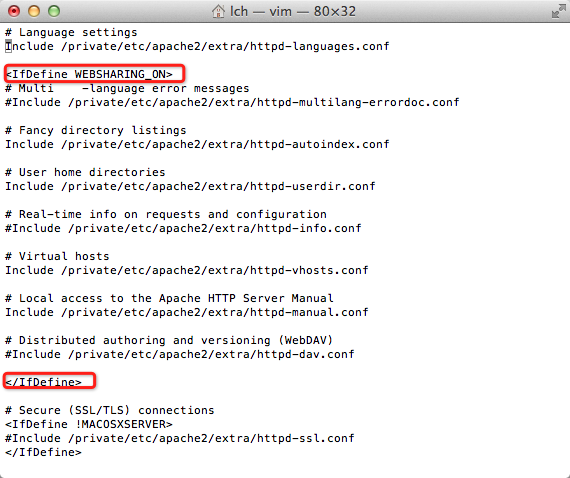 lch — vim — 80×32
# Language settings
Include /private/etc/apache2/extra/httpd-languages.conf
<IfDefine WEBSHARING_ON>
# Multi    -language error messages
#Include /private/etc/apache2/extra/httpd-multilang-errordoc.conf
# Fancy directory listings
Include /private/etc/apache2/extra/httpd-autoindex.conf
# User home directories
Include /private/etc/apache2/extra/httpd-userdir.conf
# Real-time info on requests and configuration
#Include /private/etc/apache2/extra/httpd-info.conf
# Virtual hosts
Include /private/etc/apache2/extra/httpd-vhosts.conf
# Local access to the Apache HTTP Server Manual
Include /private/etc/apache2/extra/httpd-manual.conf
# Distributed authoring and versioning (WebDAV)
#Include /private/etc/apache2/extra/httpd-dav.conf
</IfDefine>
# Secure (SSL/TLS) connections
<IfDefine !MACOSXSERVER>
#Include /private/etc/apache2/extra/httpd-ssl.conf
</IfDefine>